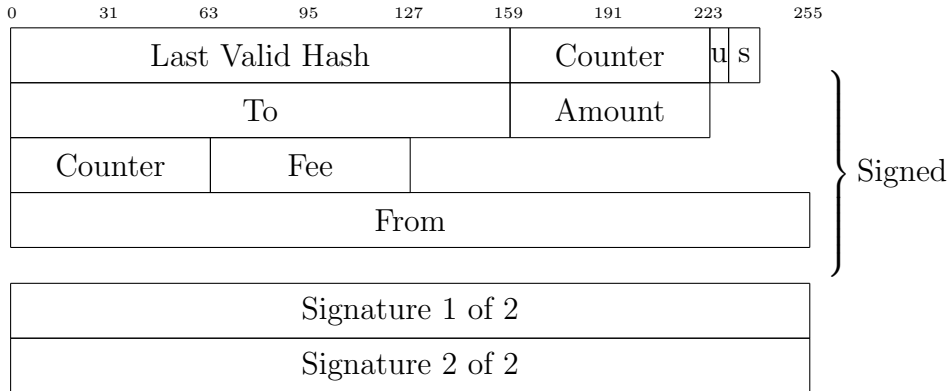 0 31 63 95 127 159 191 223 255
Last Valid Hash Counter u s
To Amount
Counter Fee
Signed
From
Signature 1 of 2
Signature 2 of 2